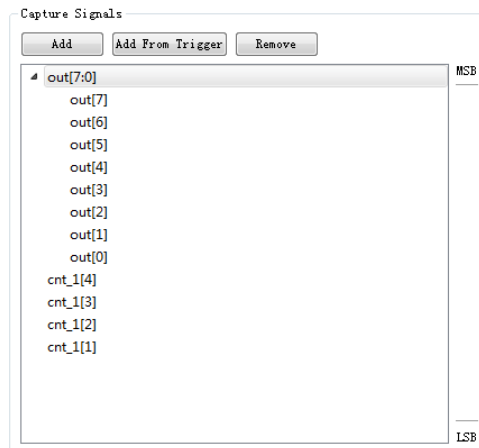 Capture Signals
Add Add From Trigger Remove
MSB
out[7:0]
out[7]
out[6]
out[5]
out[4]
out[3]
out[2]
out[1]
out[0]
cnt_1[4]
cnt_1[3]
cnt_1[2]
cnt_1[1]
LSB